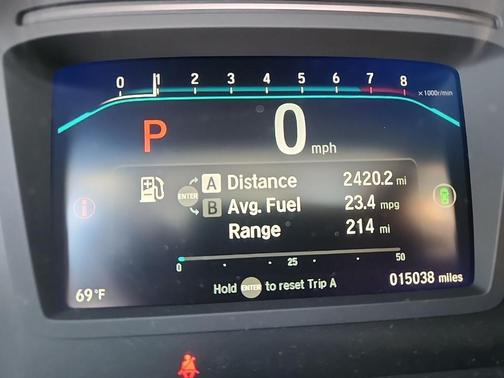 0 1 2 3 4 5 6 7 8
×1000r/min
P 0 mph
ENTER A Distance 2420.2 mi
B Avg. Fuel 23.4 mpg
Range 214 mi
0 25 50
69°F Hold ENTER to reset Trip A 015038 miles